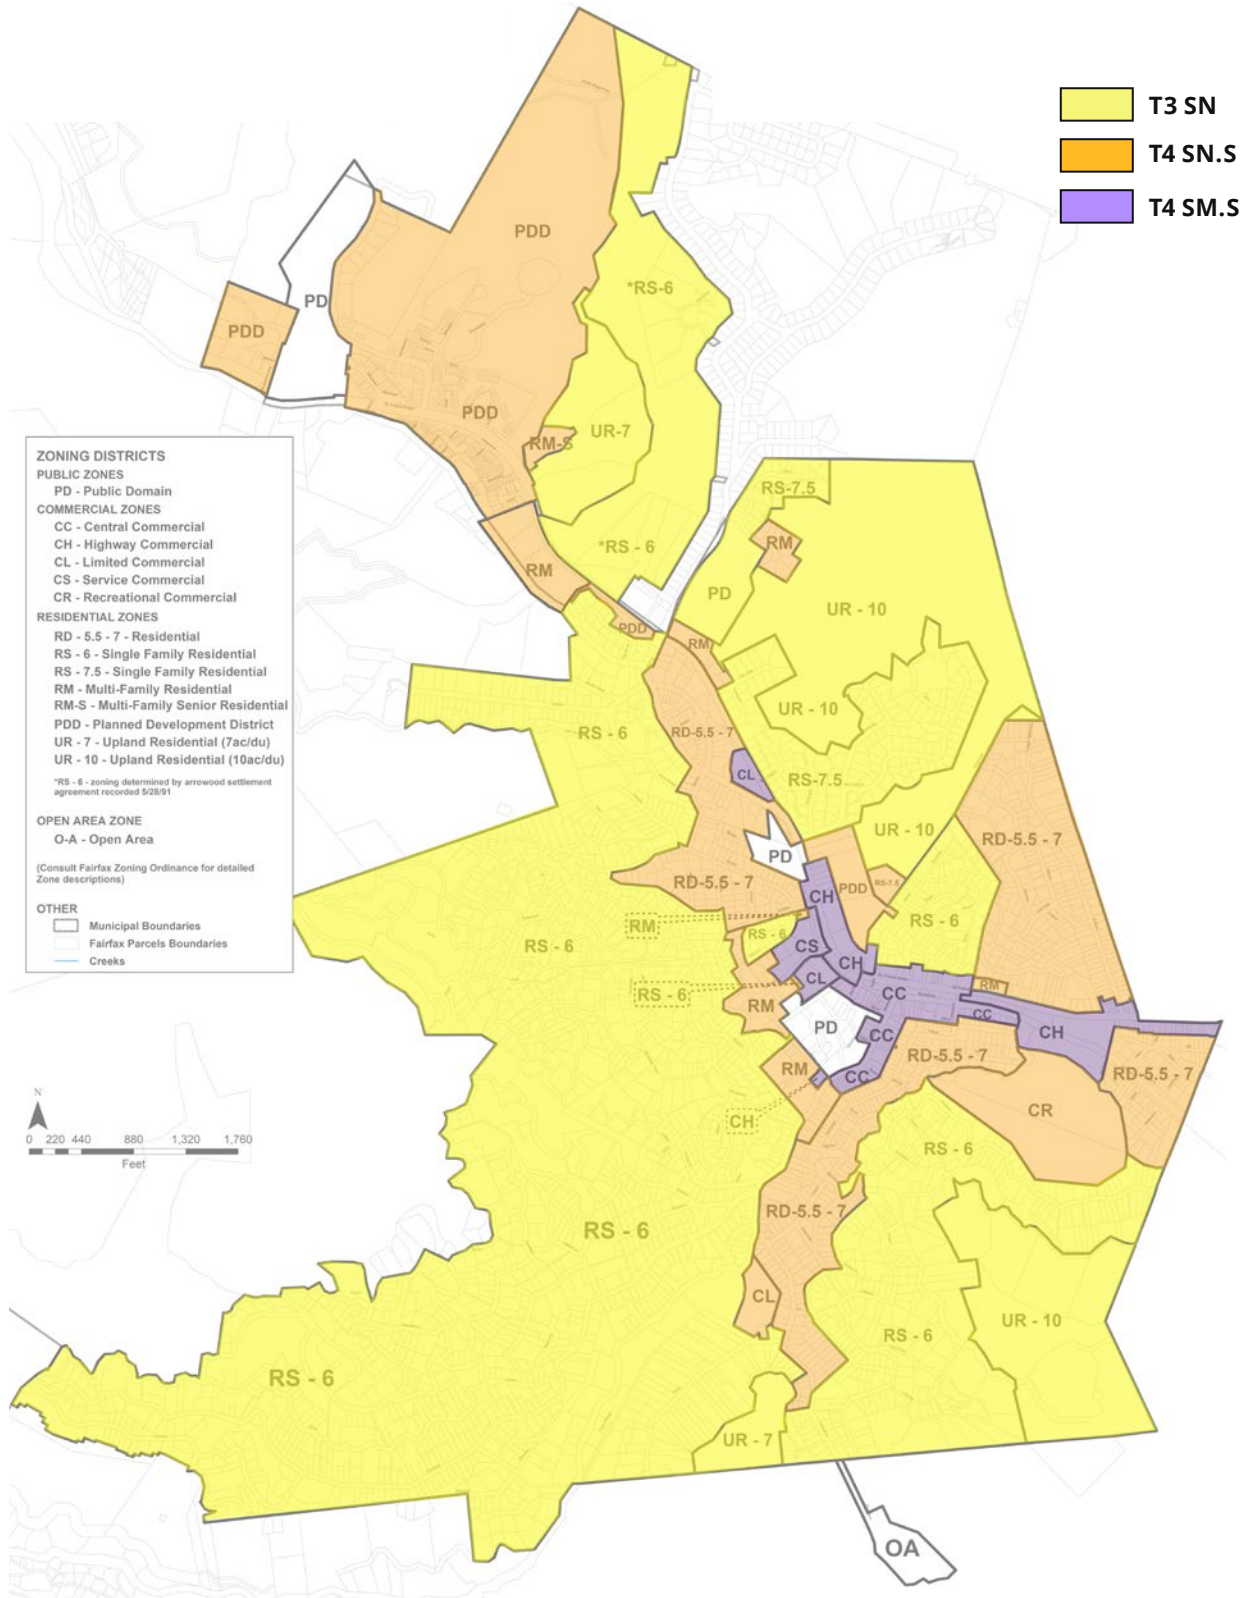 T3 SN
T4 SN.S
T4 SM.S
PDD
*RS-6
PD
PDD
PDD
RM-S
UR-7
ZONING DISTRICTS
PUBLIC ZONES
PD - Public Domain
COMMERCIAL ZONES
CC - Central Commercial
CH - Highway Commercial
CL - Limited Commercial
CS - Service Commercial
CR - Recreational Commercial
RESIDENTIAL ZONES
RD - 5.5 - 7 - Residential
RS - 6 - Single Family Residential
RS - 7.5 - Single Family Residential
RM - Multi-Family Residential
RM-S - Multi-Family Senior Residential
PDD - Planned Development District
UR - 7 - Upland Residential (7ac/du)
UR - 10 - Upland Residential (10ac/du)
*RS - 6 - zoning determined by arrowood settlement
agreement recorded 5/28/91
OPEN AREA ZONE
O-A - Open Area
(Consult Fairfax Zoning Ordinance for detailed
Zone descriptions)
OTHER
Municipal Boundaries
Fairfax Parcels Boundaries
Creeks
RS-7.5
*RS - 6
RM
RM
PD
UR - 10
PDD
RM
UR - 10
RS - 6
RD-5.5 - 7
CL
RS-7.5
UR - 10
RD-5.5 - 7
PD
RD-5.5 - 7
CH
PDD
RS-7.5
RM
RS - 6
RS - 6
RS - 6
CS
CH
CL
RS - 6
RM
CC
RM
CC
PD
CC
CH
RD-5.5 - 7
RM
CC
RD-5.5 - 7
CH
CR
RS - 6
N
0 220 440 880 1,320 1,760
Feet
RS - 6
RD-5.5 - 7
CL
RS - 6
UR - 10
RS - 6
UR - 7
OA